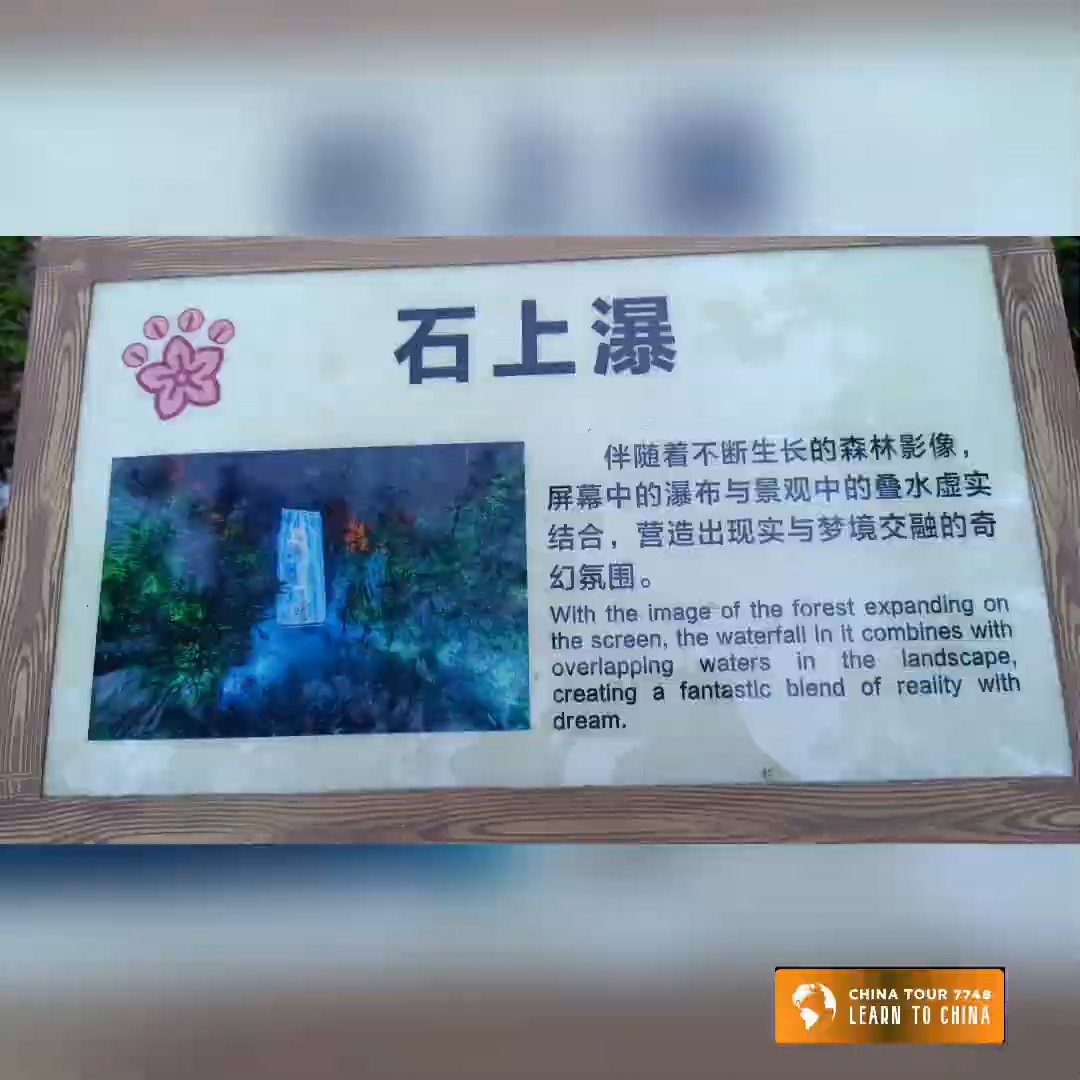 石上瀑
伴随着不断生长的森林影像，
屏幕中的瀑布与景观中的叠水虚实
结合，营造出现实与梦境交融的奇
幻氛围。
With the image of the forest expanding on
the screen, the waterfall in it combines with
overlapping waters in the landscape,
creating a fantastic blend of reality with
dream.
CHINA TOUR 7748
LEARN TO CHINA